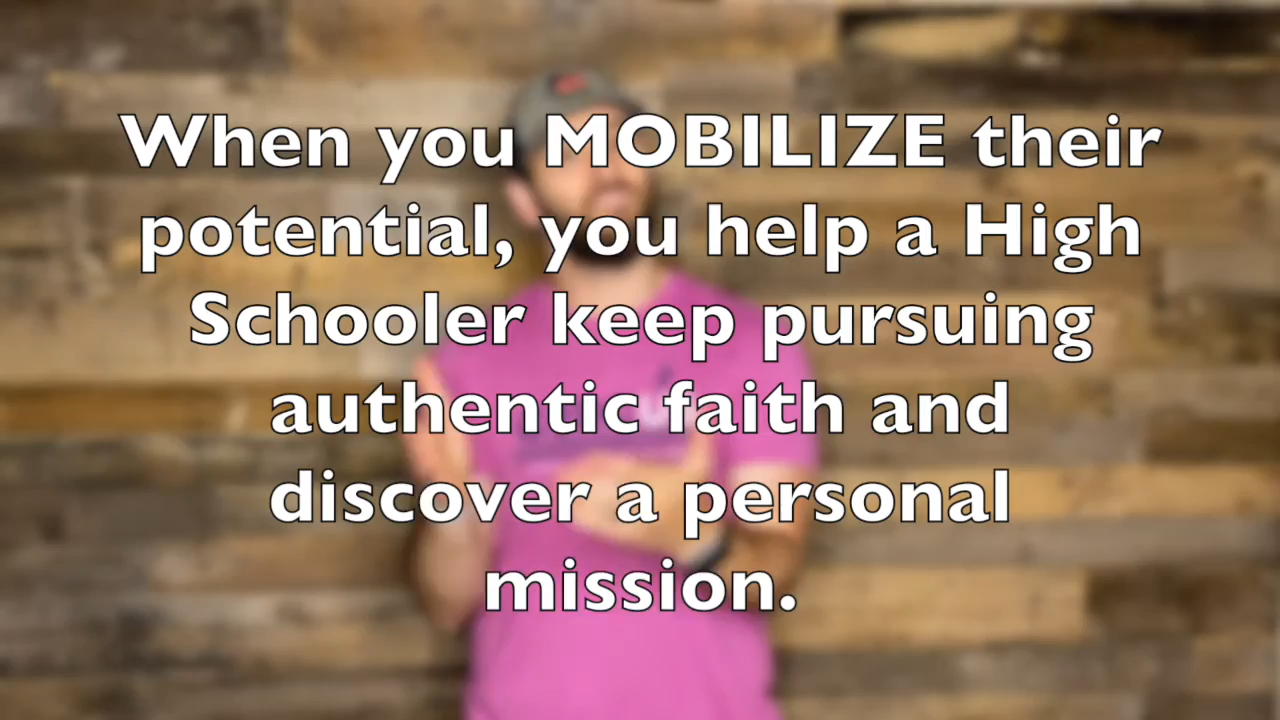 When you MOBILIZE their
potential, you help a High
Schooler keep pursuing
authentic faith and
discover a personal
mission.